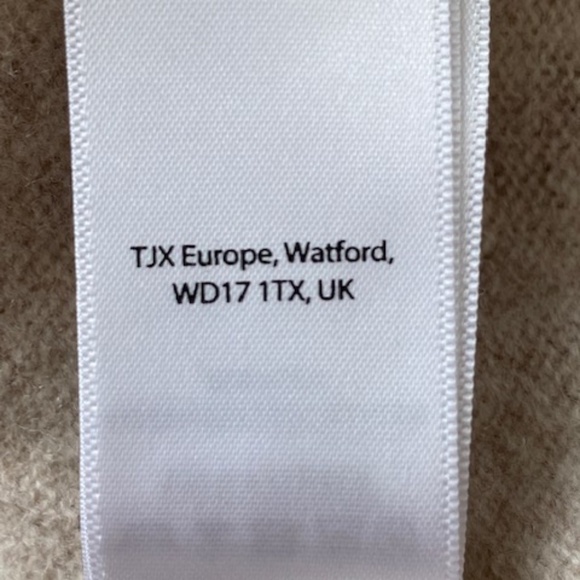 TJX Europe, Watford,
WD17 1TX, UK